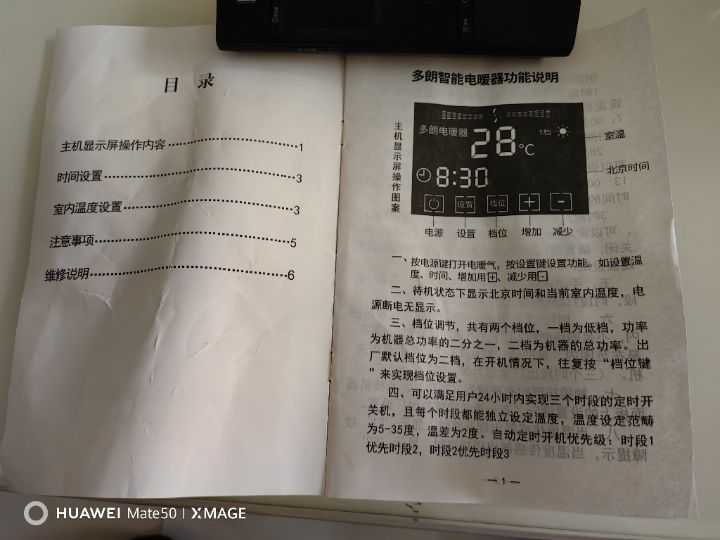 目 录
主机显示屏操作内容……………………1
时间设置……………………3
室内温度设置……………………3
注意事项……………………5
维修说明……………………6
多朗智能电暖器功能说明
主机显示屏操作图案
多朗电暖器 28℃ 1档
室温
8:30
北京时间
设置 档位 + -
电源 设置 档位 增加 减少
一、按电源键打开电暖气，按设置键设置功能。如设置温
度、时间、增加用+、减少用-
二、待机状态下显示北京时间和当前室内温度，电
源断电无显示。
三、档位调节，共有两个档位，一档为低档，功率
为机器总功率的二分之一，二档为机器的总功率。出
厂默认档位为二档，在开机情况下，往复按“档位键
”来实现档位设置。
四、可以满足用户24小时内实现三个时段的定时开
关机，且每个时段都能独立设定温度，温度设定范畴
为5-35度，温差为2度。自动定时开机优先级：时段1
优先时段2，时段2优先时段3
—1—
HUAWEI Mate50 | XMAGE